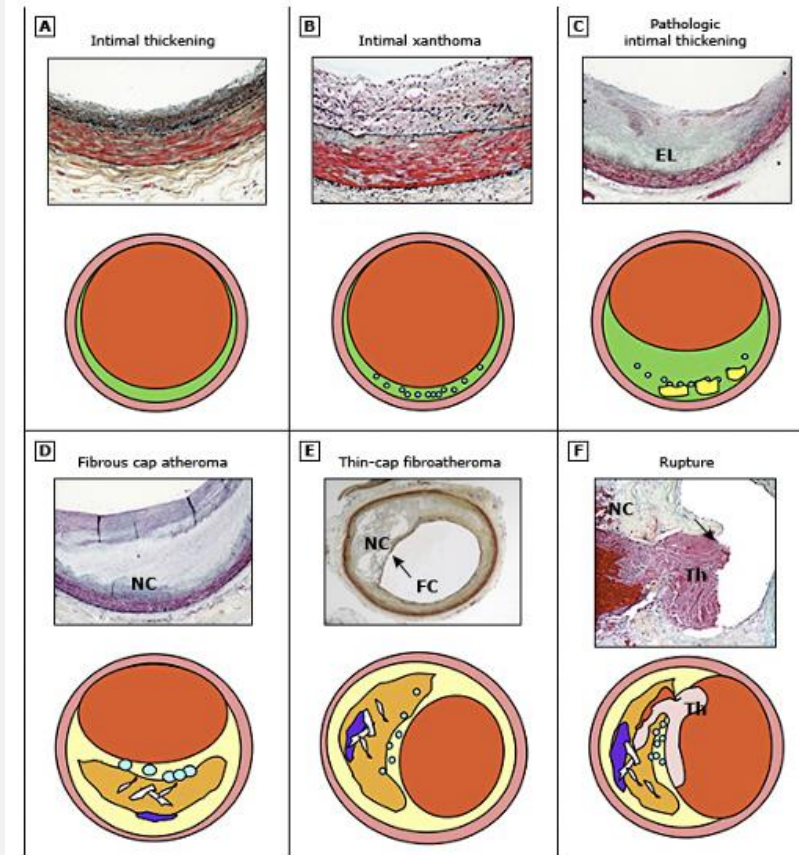 A
Intimal thickening
B
Intimal xanthoma
C
Pathologic
intimal thickening
EL
D
Fibrous cap atheroma
NC
E
Thin-cap fibroatheroma
NC
FC
F
Rupture
NC
Th
Th